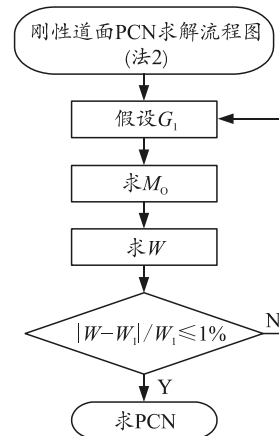 刚性道面PCN求解流程图
(法2)
假设G₁
求M₀
求W
|W−W₁|/W₁≤1%
N
Y
求PCN